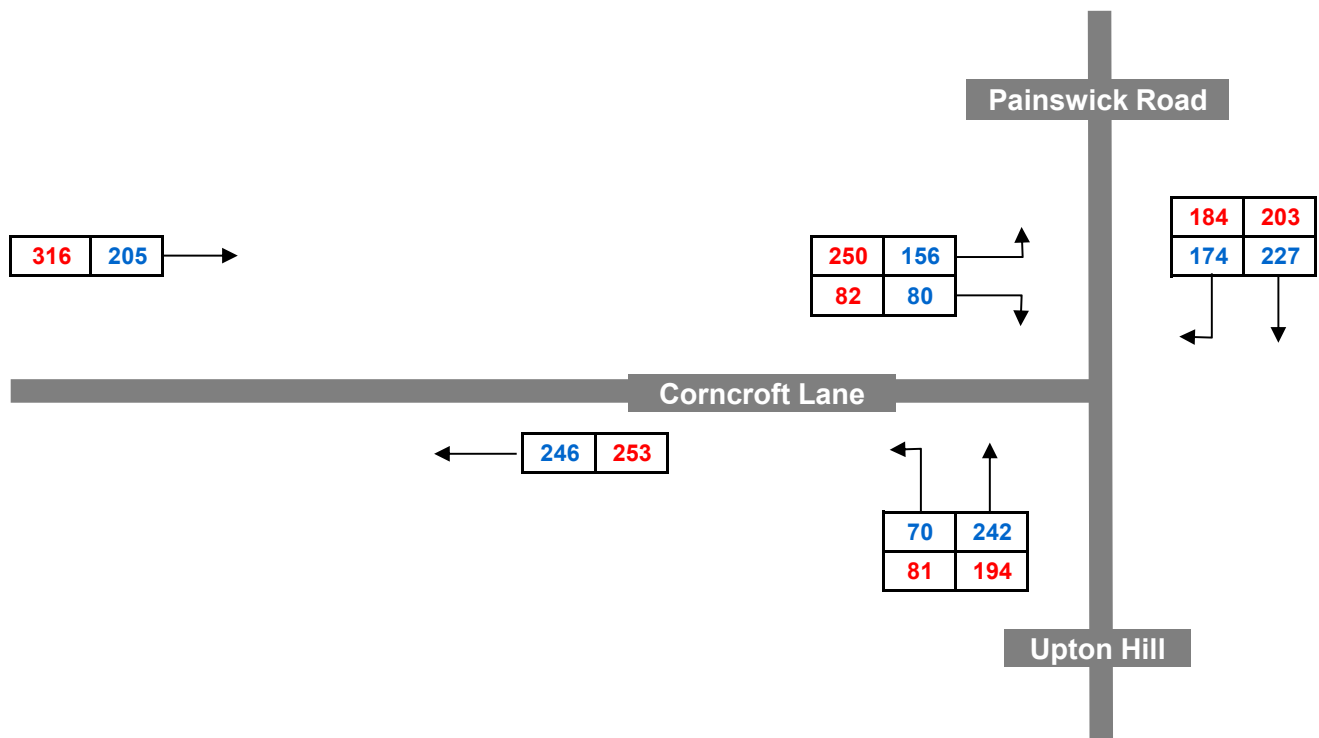 Painswick Road
184 203
316 205
250 156
174 227
82 80
Corncroft Lane
246 253
70 242
81 194
Upton Hill